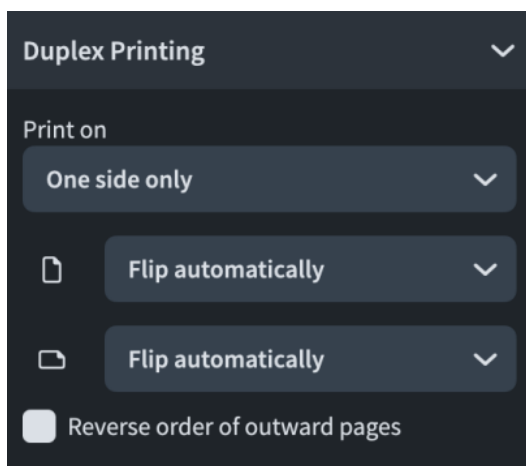 Duplex Printing
Print on
One side only
Flip automatically
Flip automatically
Reverse order of outward pages